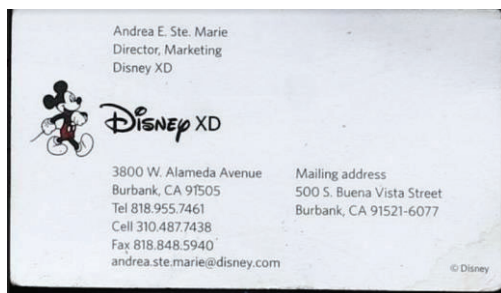 Andrea E. Ste. Marie
Director, Marketing
Disney XD
Disney XD
3800 W. Alameda Avenue
Burbank, CA 91505
Tel 818.955.7461
Cell 310.487.7438
Fax 818.848.5940
andrea.ste.marie@disney.com
Mailing address
500 S. Buena Vista Street
Burbank, CA 91521-6077
© Disney